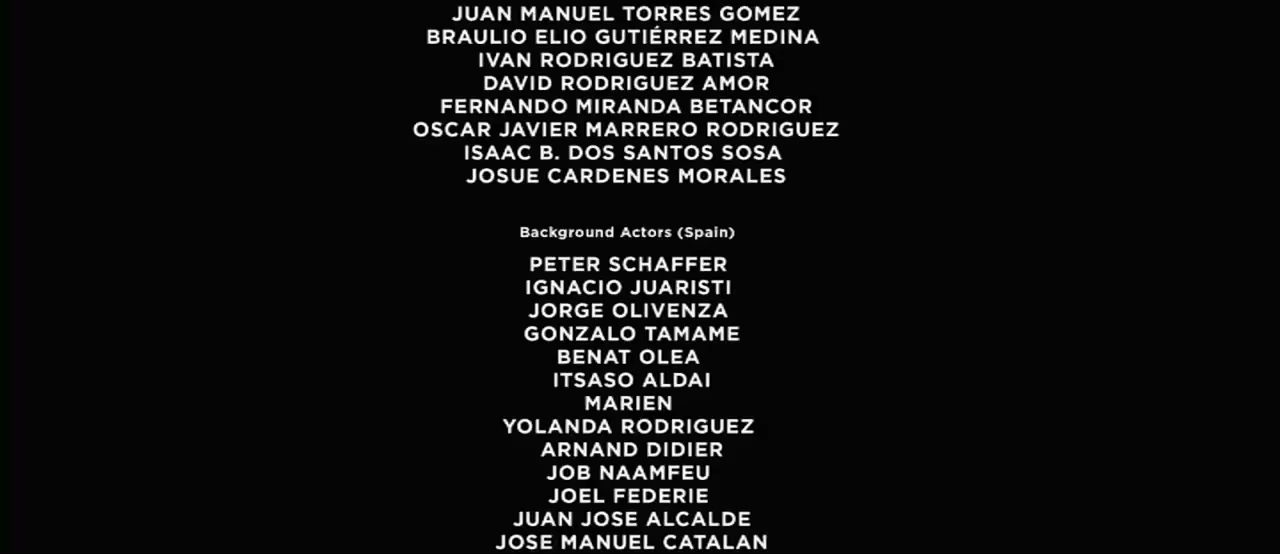 JUAN MANUEL TORRES GOMEZ
BRAULIO ELIO GUTIÉRREZ MEDINA
IVAN RODRIGUEZ BATISTA
DAVID RODRIGUEZ AMOR
FERNANDO MIRANDA BETANCOR
OSCAR JAVIER MARRERO RODRIGUEZ
ISAAC B. DOS SANTOS SOSA
JOSUE CARDENES MORALES
Background Actors (Spain)
PETER SCHAFFER
IGNACIO JUARISTI
JORGE OLIVENZA
GONZALO TAMAME
BENAT OLEA
ITSASO ALDAI
MARIEN
YOLANDA RODRIGUEZ
ARNAND DIDIER
JOB NAAMFEU
JOEL FEDERIE
JUAN JOSE ALCALDE
JOSE MANUEL CATALAN